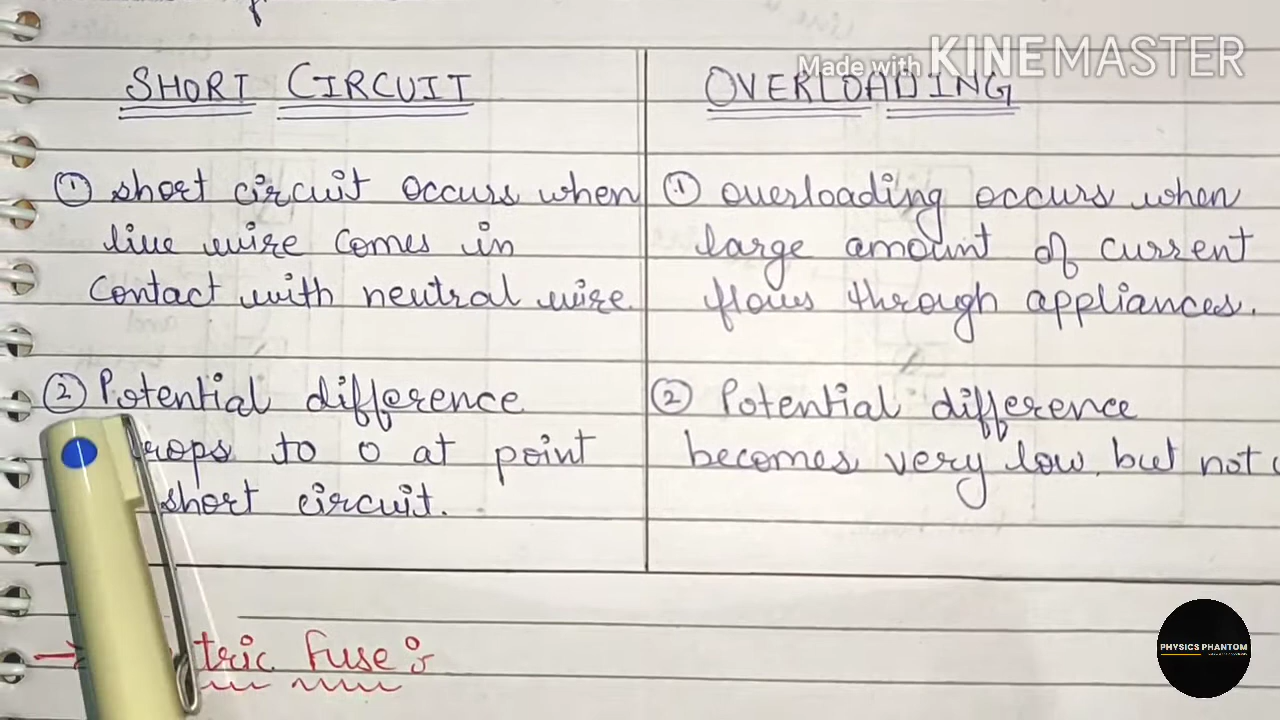 Made with KINEMASTER
SHORT CIRCUIT
① short circuit occurs when
live wire comes in
contact with neutral wire.
② Potential difference
rops to 0 at point
short circuit.
OVERLOADING
① overloading occurs when
large amount of current
flows through appliances.
② Potential difference
becomes very low, but not
→ tric Fuse :
PHYSICS PHANTOM